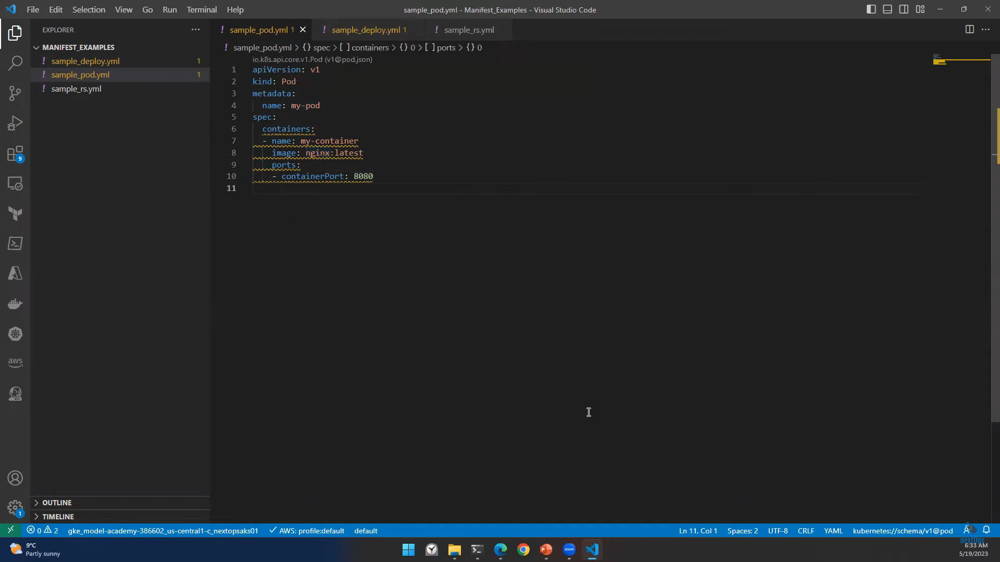 File Edit Selection View Go Run Terminal Help
sample_pod.yml - Manifest_Examples - Visual Studio Code
EXPLORER
MANIFEST_EXAMPLES
! sample_deploy.yml 1
! sample_pod.yml 1
! sample_rs.yml
! sample_pod.yml 1
! sample_deploy.yml 1
! sample_rs.yml
! sample_pod.yml > {} spec > [ ] containers > {} 0 > [ ] ports > {} 0
io.k8s.api.core.v1.Pod (v1@pod.json)
1 apiVersion: v1
2 kind: Pod
3 metadata:
4 name: my-pod
5 spec:
6 containers:
7 - name: my-container
8 image: nginx:latest
9 ports:
10 - containerPort: 8080
11
9
aws
1
OUTLINE
TIMELINE
0 2 gke_model-academy-386602_us-central1-c_nextopsaks01 AWS: profile:default default
Ln 11, Col 1 Spaces: 2 UTF-8 CRLF YAML kubernetes://schema/v1@pod
9°C
Partly sunny
zoom
nextops
6:33 AM
5/19/2023